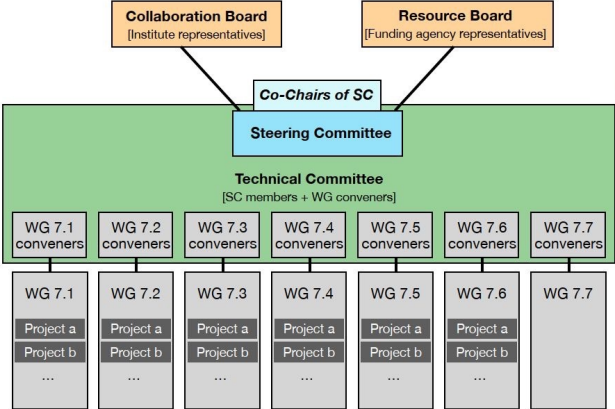 Collaboration Board
[Institute representatives]
Resource Board
[Funding agency representatives]
Co-Chairs of SC
Steering Committee
Technical Committee
[SC members + WG conveners]
WG 7.1
conveners
WG 7.2
conveners
WG 7.3
conveners
WG 7.4
conveners
WG 7.5
conveners
WG 7.6
conveners
WG 7.7
conveners
WG 7.1
Project a
Project b
...
WG 7.2
Project a
Project b
...
WG 7.3
Project a
Project b
...
WG 7.4
Project a
Project b
...
WG 7.5
Project a
Project b
...
WG 7.6
Project a
Project b
...
WG 7.7